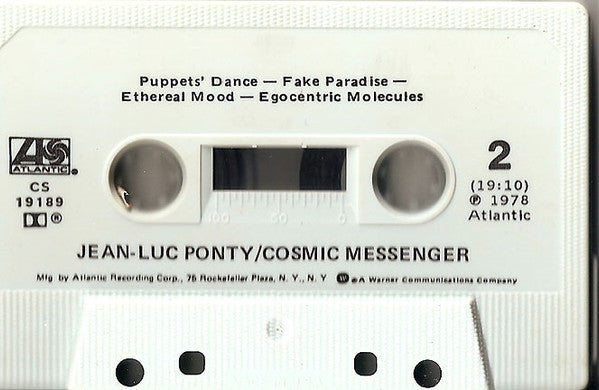 Puppets' Dance — Fake Paradise —
Ethereal Mood — Egocentric Molecules
ATLANTIC
CS
19189
®
2
(19:10)
℗ 1978
Atlantic
100 50 0
JEAN-LUC PONTY/COSMIC MESSENGER
Mfg. by Atlantic Recording Corp., 75 Rockefeller Plaza, N. Y., N. Y A Warner Communications Company